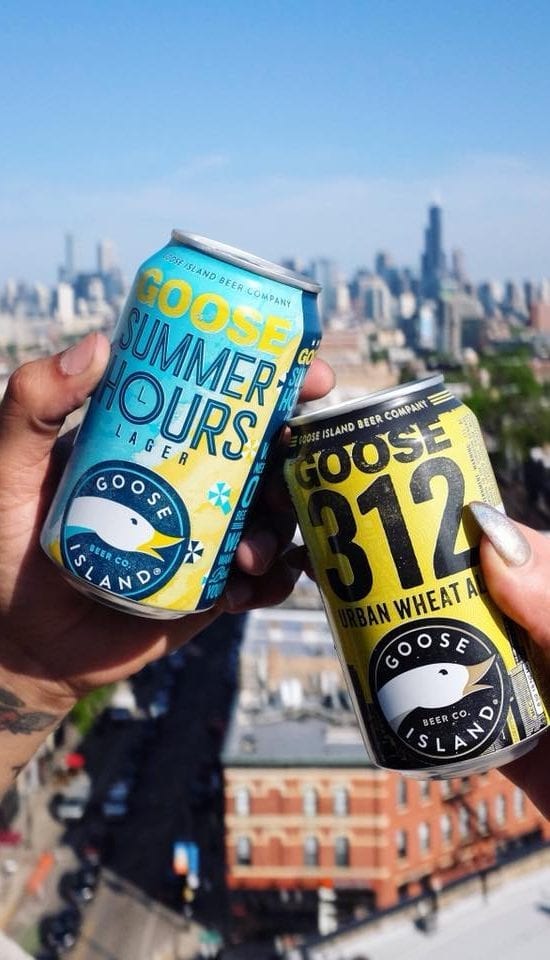 GOOSE ISLAND BEER COMPANY
GOOSE
SUMMER
HOURS
LAGER
GOOSE
BEER CO.
ISLAND®
GOOSE ISLAND BEER COMPANY
GOOSE
312
URBAN WHEAT
GOOSE
BEER CO.
ISLAND®